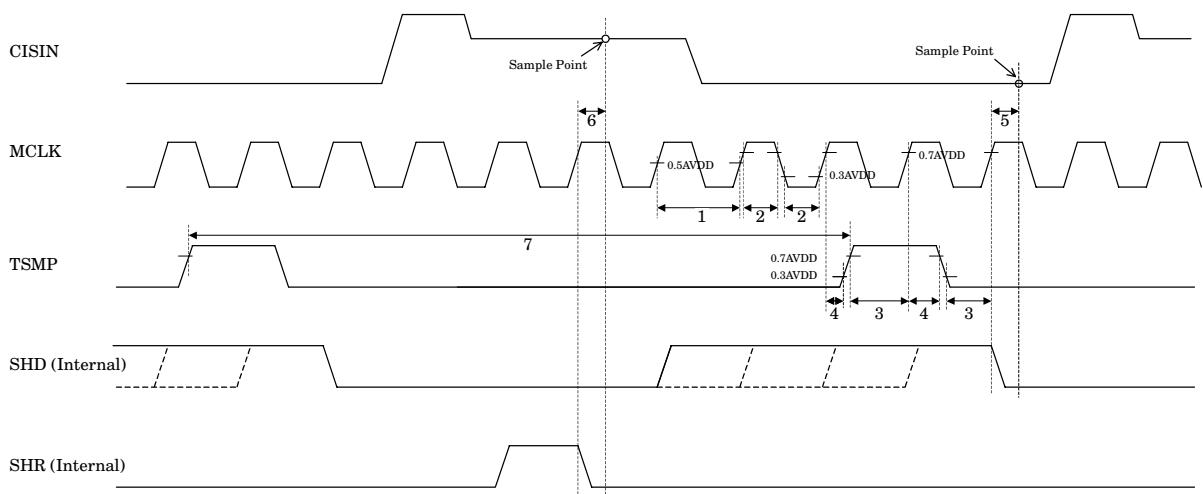 CISIN
Sample Point
Sample Point
6
5
MCLK
0.5AVDD
0.3AVDD
0.7AVDD
1
2
2
7
TSMP
0.7AVDD
0.3AVDD
4
3
4
3
SHD (Internal)
SHR (Internal)